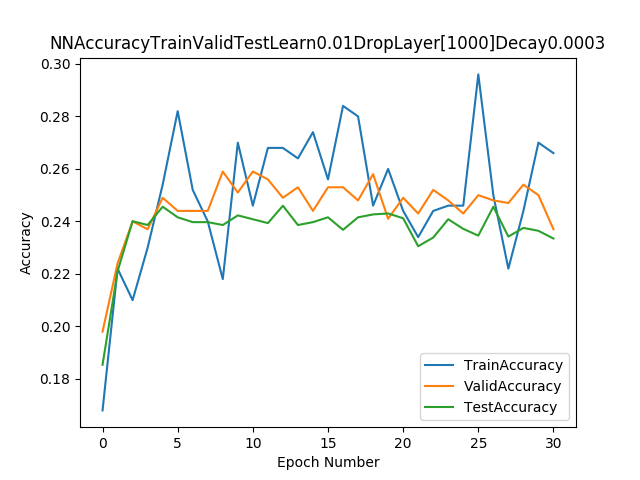 NNAccuracyTrainValidTestLearn0.01DropLayer[1000]Decay0.0003
0.30
0.28
0.26
0.24
0.22
0.20
0.18
Accuracy
TrainAccuracy
ValidAccuracy
TestAccuracy
0 5 10 15 20 25 30
Epoch Number